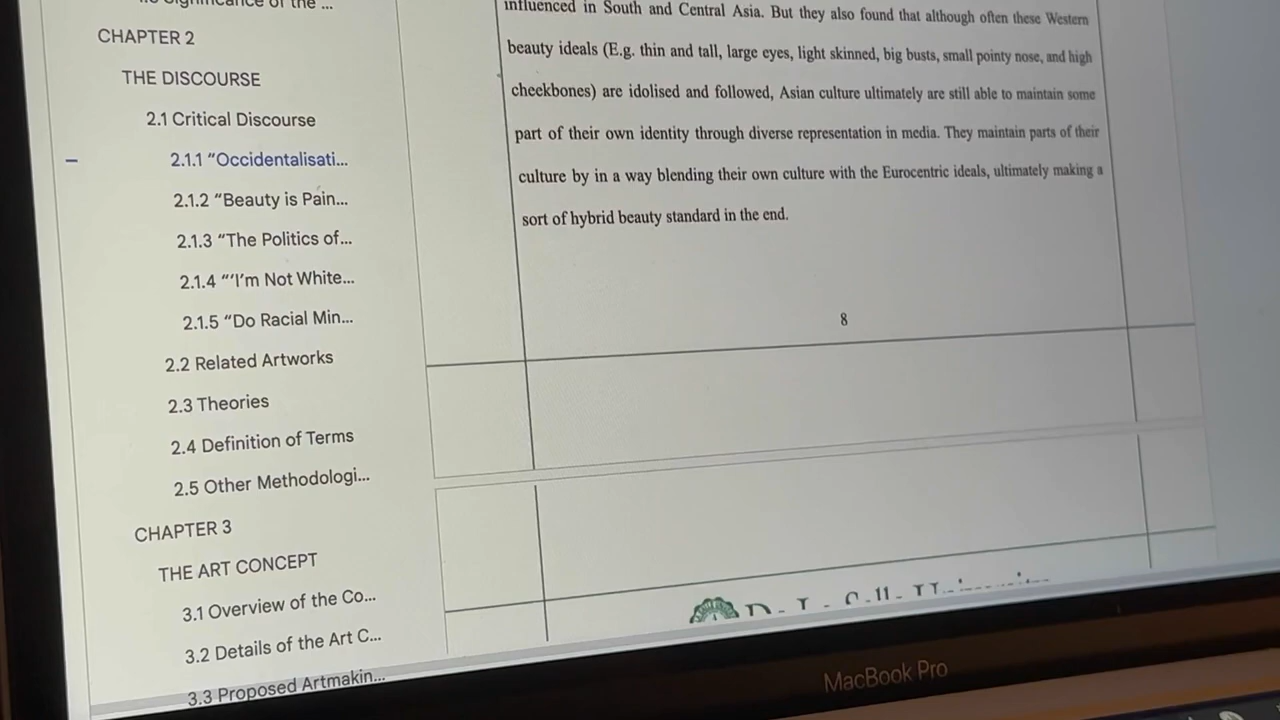 CHAPTER 2
THE DISCOURSE
2.1 Critical Discourse
2.1.1 “Occidentalisati...
2.1.2 “Beauty is Pain...
2.1.3 “The Politics of...
2.1.4 “‘I’m Not White...
2.1.5 “Do Racial Min...
2.2 Related Artworks
2.3 Theories
2.4 Definition of Terms
2.5 Other Methodologi...
CHAPTER 3
THE ART CONCEPT
3.1 Overview of the Co...
3.2 Details of the Art C...
3.3 Proposed Artmakin...
influenced in South and Central Asia. But they also found that although often these Western
beauty ideals (E.g. thin and tall, large eyes, light skinned, big busts, small pointy nose, and high
cheekbones) are idolised and followed, Asian culture ultimately are still able to maintain some
part of their own identity through diverse representation in media. They maintain parts of their
culture by in a way blending their own culture with the Eurocentric ideals, ultimately making a
sort of hybrid beauty standard in the end.
8
MacBook Pro